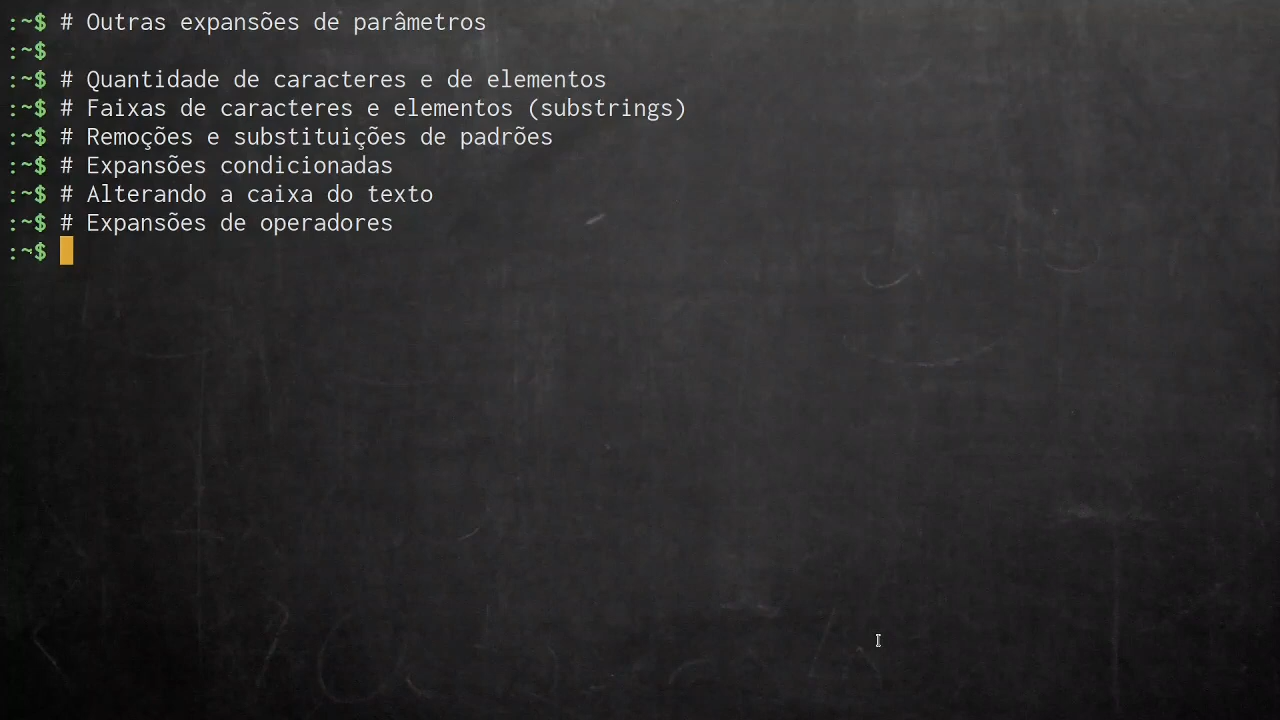 :~$ # Outras expansões de parâmetros
:~$
:~$ # Quantidade de caracteres e de elementos
:~$ # Faixas de caracteres e elementos (substrings)
:~$ # Remoções e substituições de padrões
:~$ # Expansões condicionadas
:~$ # Alterando a caixa do texto
:~$ # Expansões de operadores
:~$